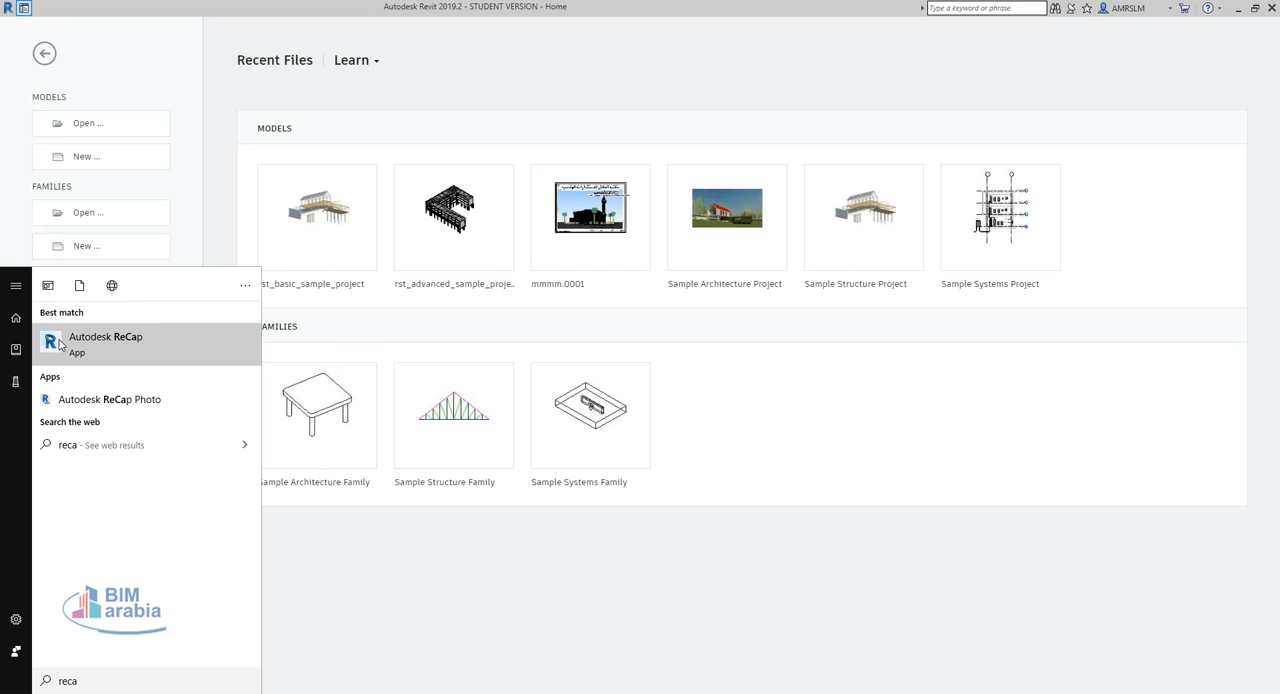 Autodesk Revit 2019.2 - STUDENT VERSION - Home
Type a keyword or phrase
AMRSLM
Recent Files
Learn
MODELS
Open ...
New ...
FAMILIES
Open ...
New ...
MODELS
st_basic_sample_project
rst_advanced_sample_proje..
mmmm.0001
Sample Architecture Project
Sample Structure Project
Sample Systems Project
AMILIES
Sample Architecture Family
Sample Structure Family
Sample Systems Family
Best match
Autodesk ReCap
App
Apps
Autodesk ReCap Photo
Search the web
reca - See web results
BIM
arabia
reca